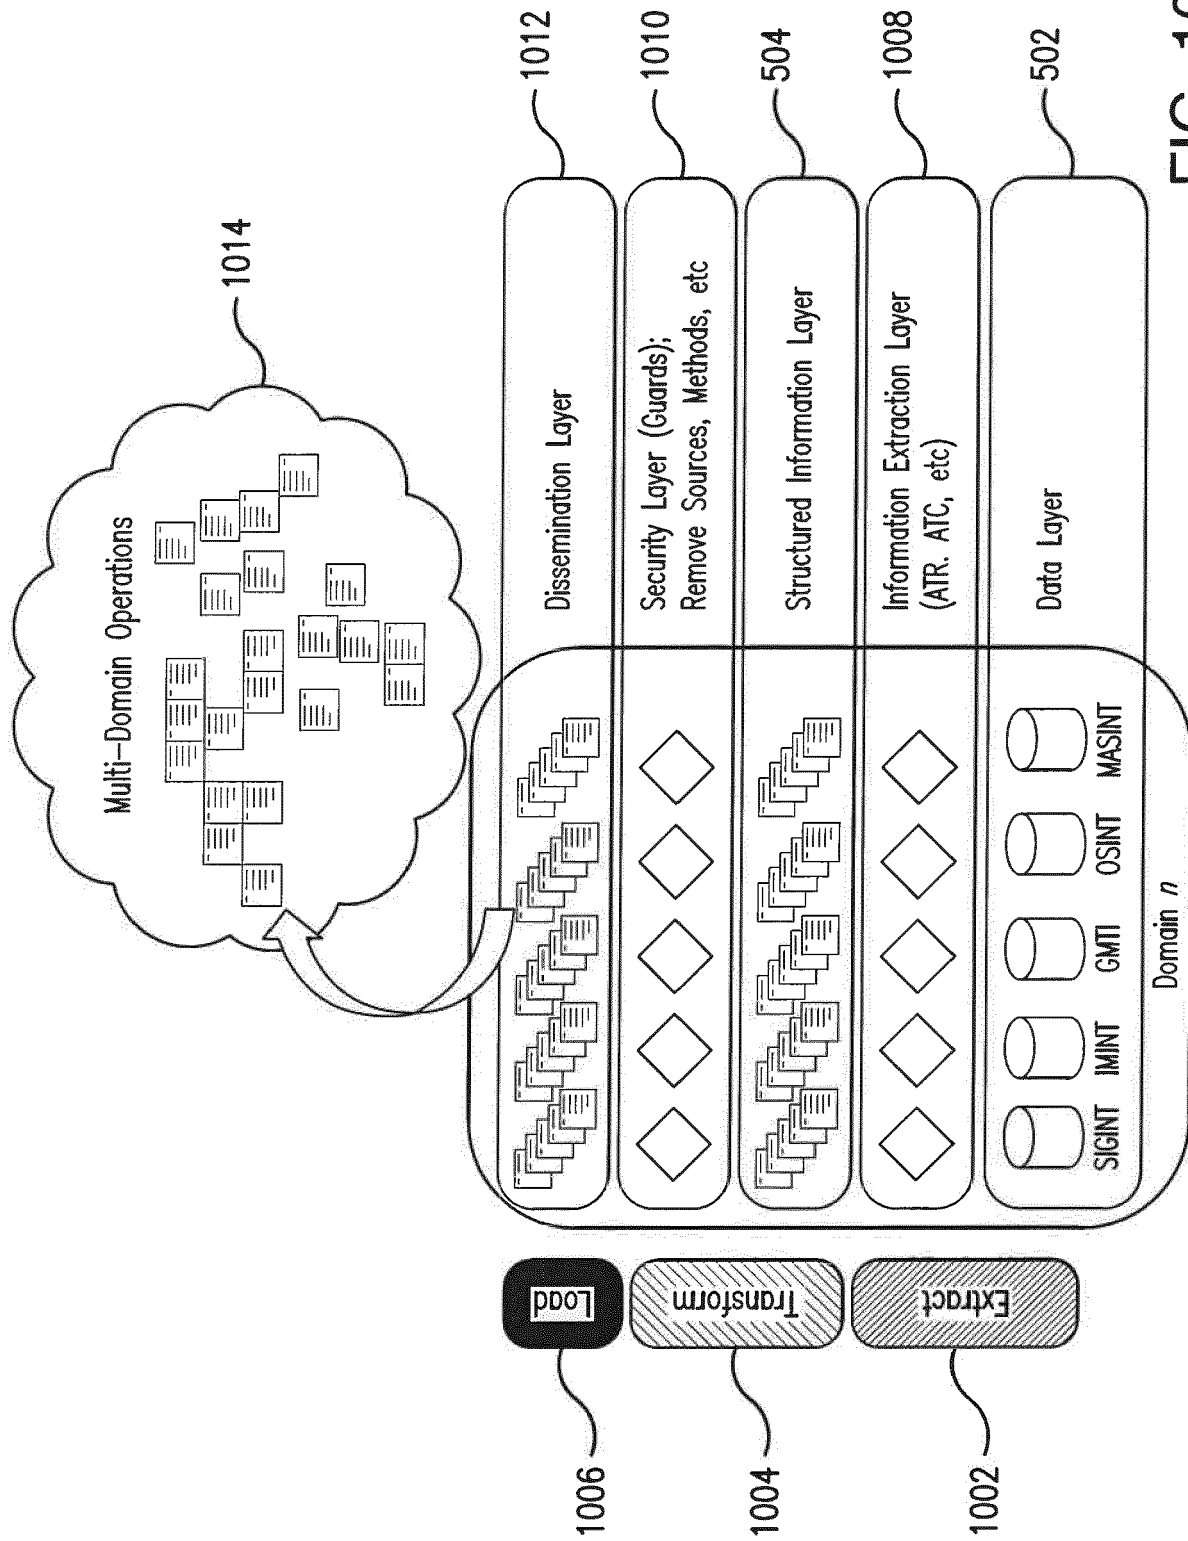 Multi–Domain Operations
1014
Dissemination Layer
1012
Security Layer (Guards);
Remove Sources, Methods, etc
1010
Structured Information Layer
504
Information Extraction Layer
(ATR. ATC, etc)
1008
Data Layer
502
SIGINT
IMINT
GMTI
OSINT
MASINT
Domain n
Load
1006
Transform
1004
Extract
1002
FIG.